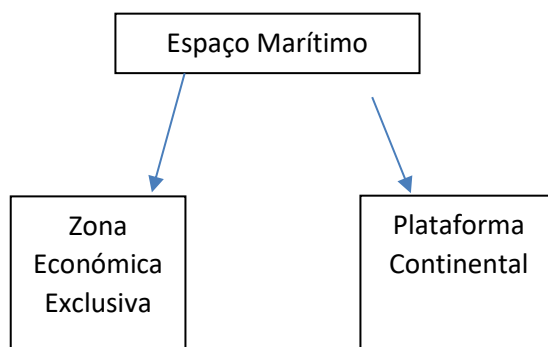 Espaço Marítimo
Zona
Económica
Exclusiva
Plataforma
Continental